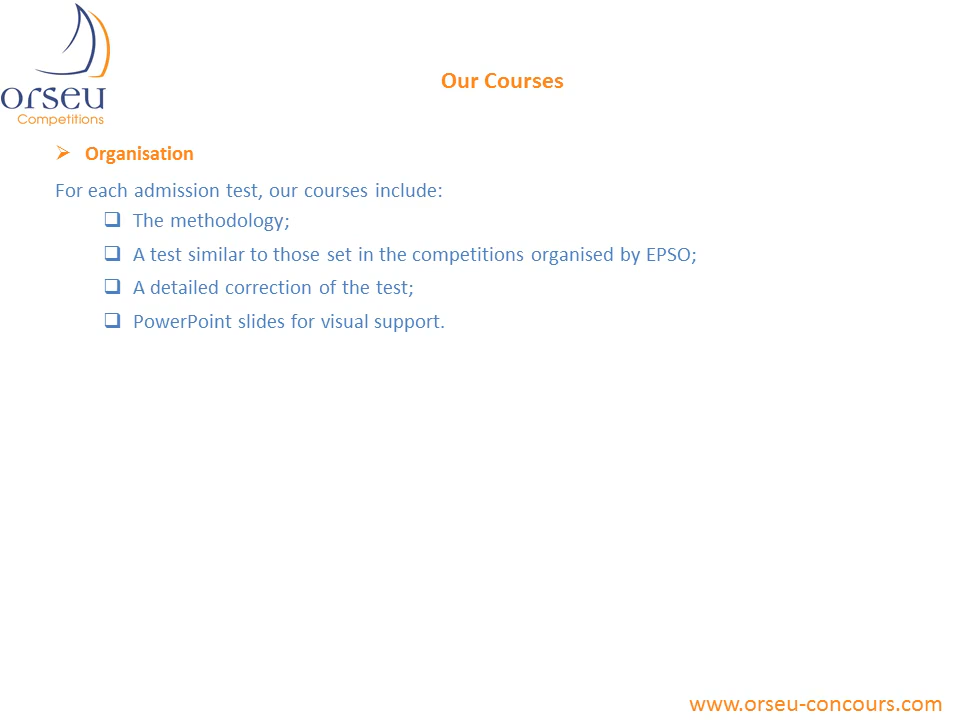 orseu
Competitions
Our Courses
Organisation
For each admission test, our courses include:
The methodology;
A test similar to those set in the competitions organised by EPSO;
A detailed correction of the test;
PowerPoint slides for visual support.
www.orseu-concours.com